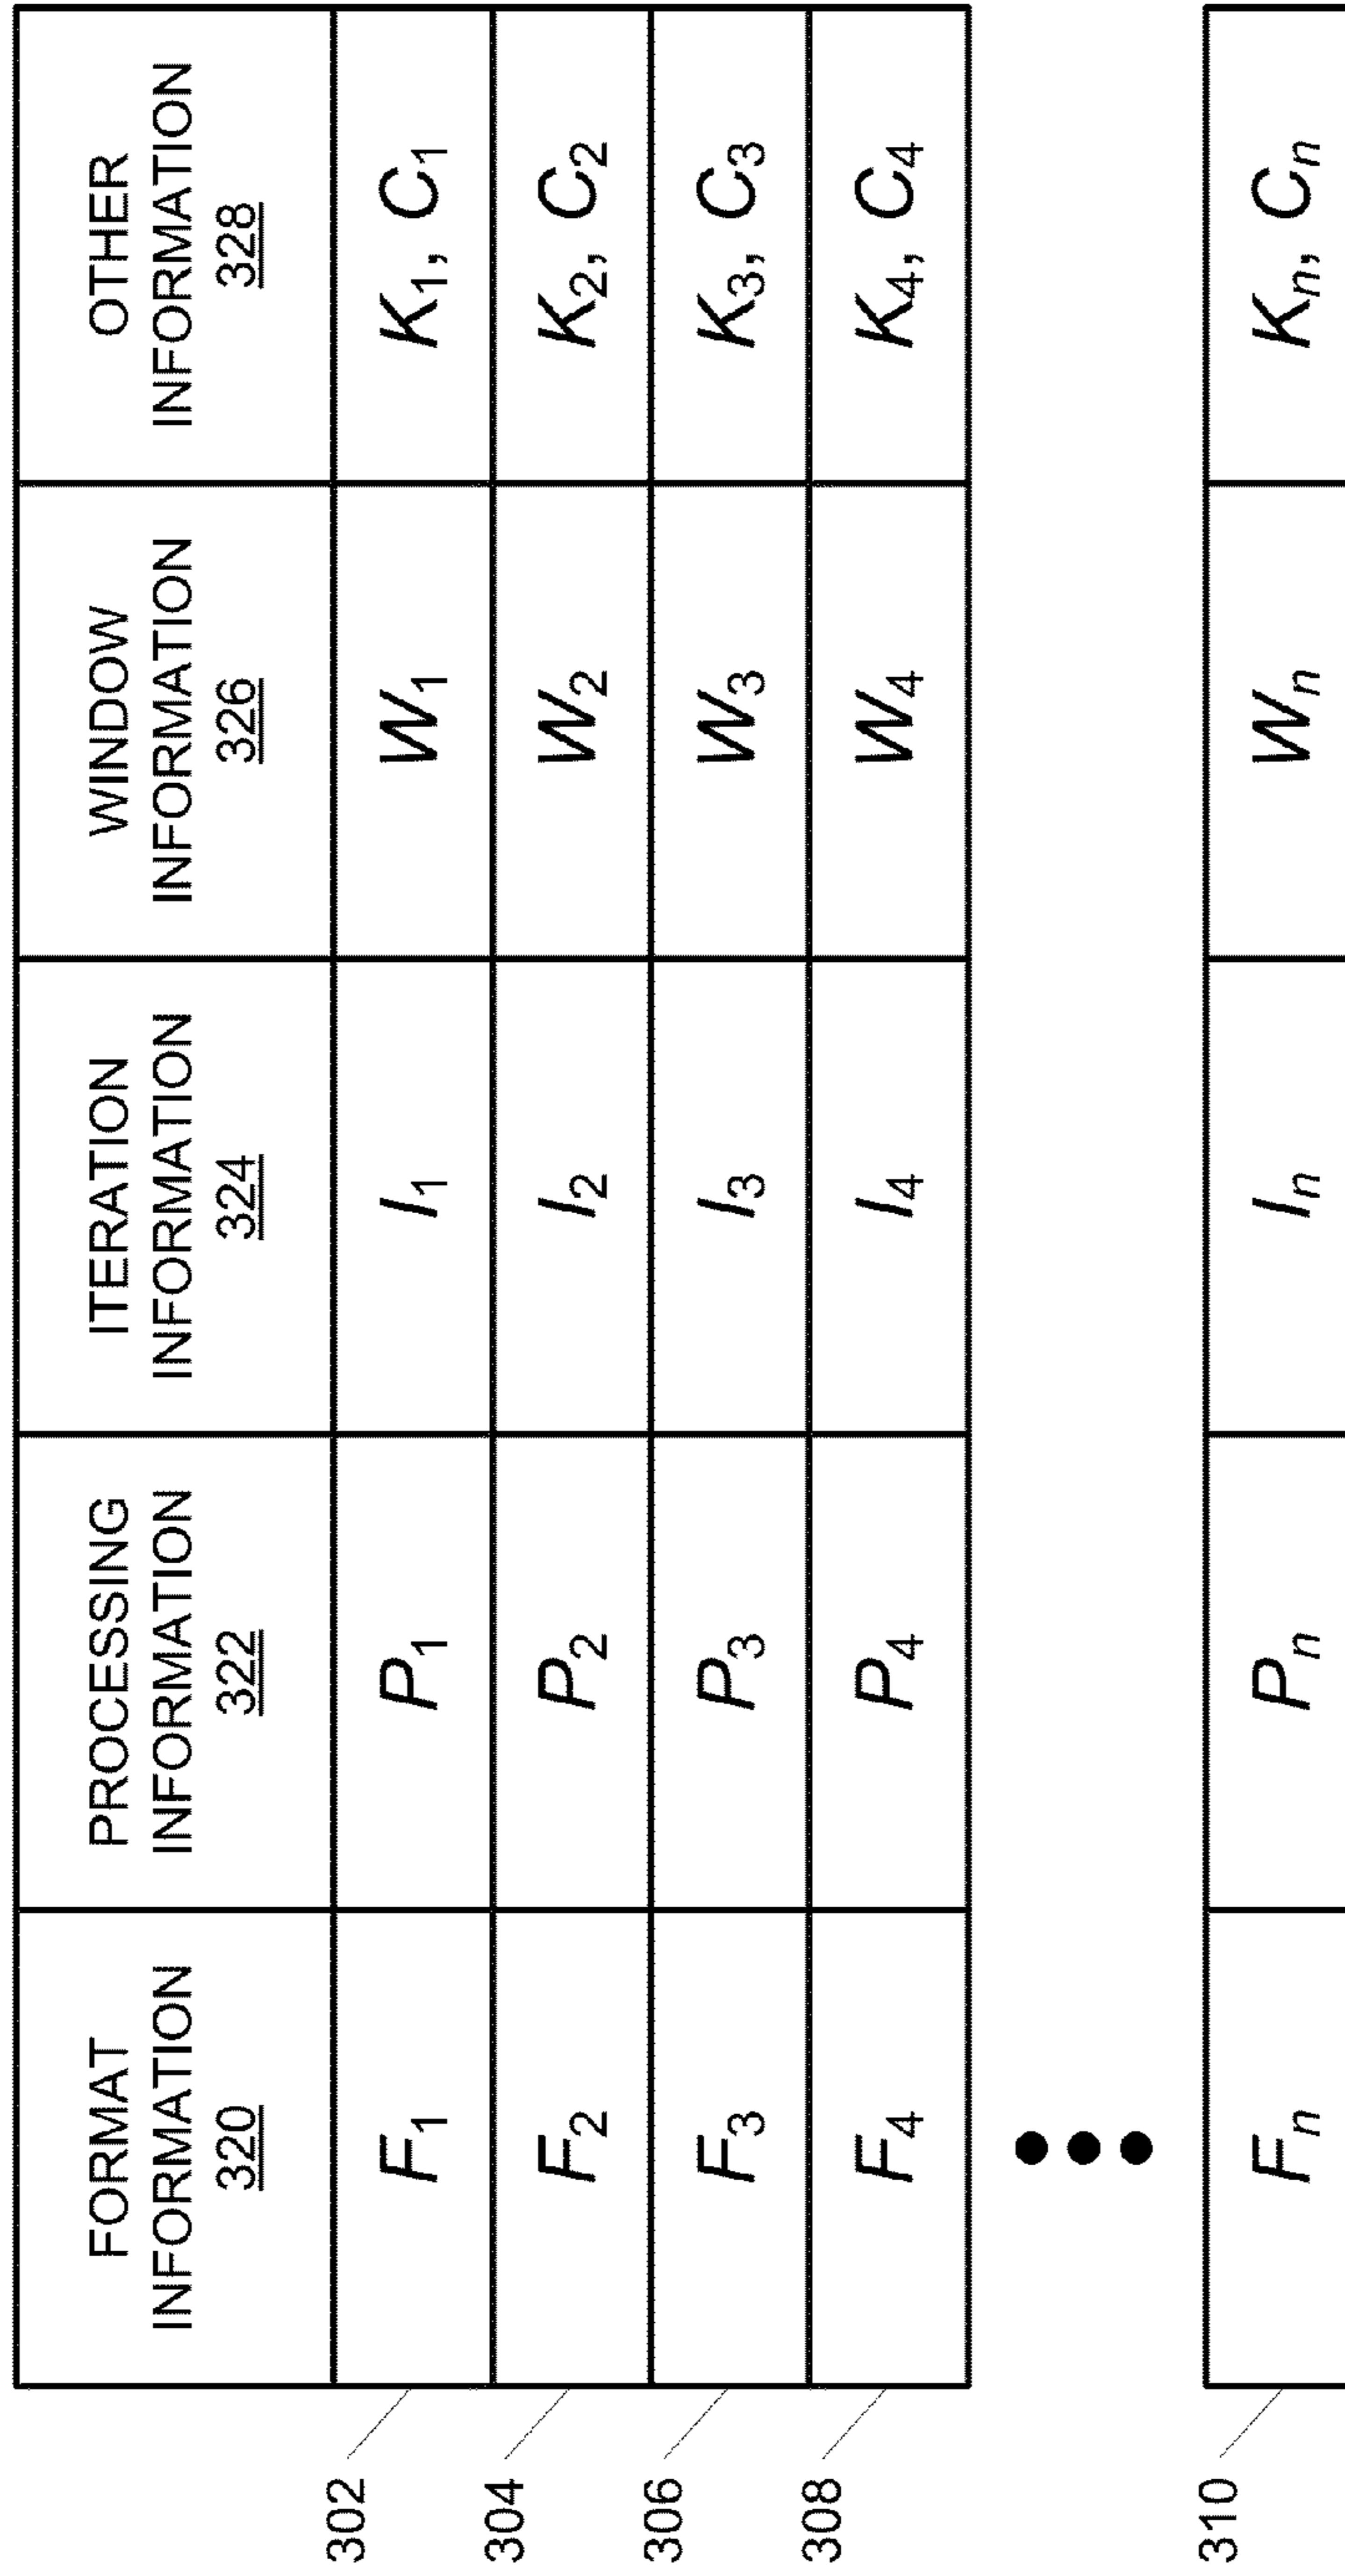 FORMAT INFORMATION 320 PROCESSING INFORMATION 322 ITERATION INFORMATION 324 WINDOW INFORMATION 326 OTHER INFORMATION 328
302 F1 P1 I1 W1 K1, C1
304 F2 P2 I2 W2 K2, C2
306 F3 P3 I3 W3 K3, C3
308 F4 P4 I4 W4 K4, C4
310 Fn Pn In Wn Kn, Cn